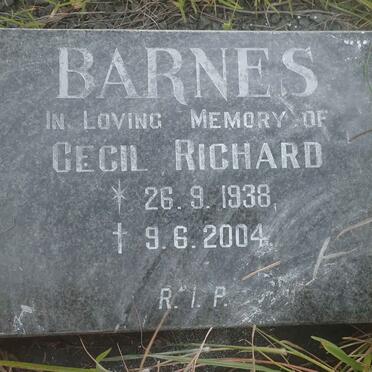 BARNES
IN LOVING MEMORY OF
CECIL RICHARD
* 26.9.1938
† 9.6.2004
R.I.P.